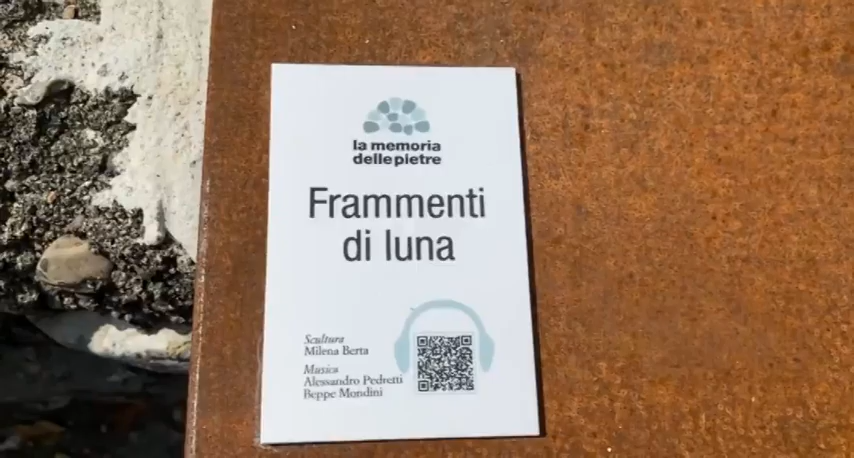 la memoria
delle pietre
Frammenti
di luna
Scultura
Milena Berta
Musica
Alessandro Pedretti
Beppe Mondini